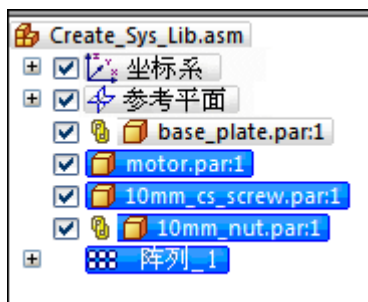 Create_Sys_Lib.asm
坐标系
参考平面
base_plate.par:1
motor.par:1
10mm_cs_screw.par:1
10mm_nut.par:1
阵列_1